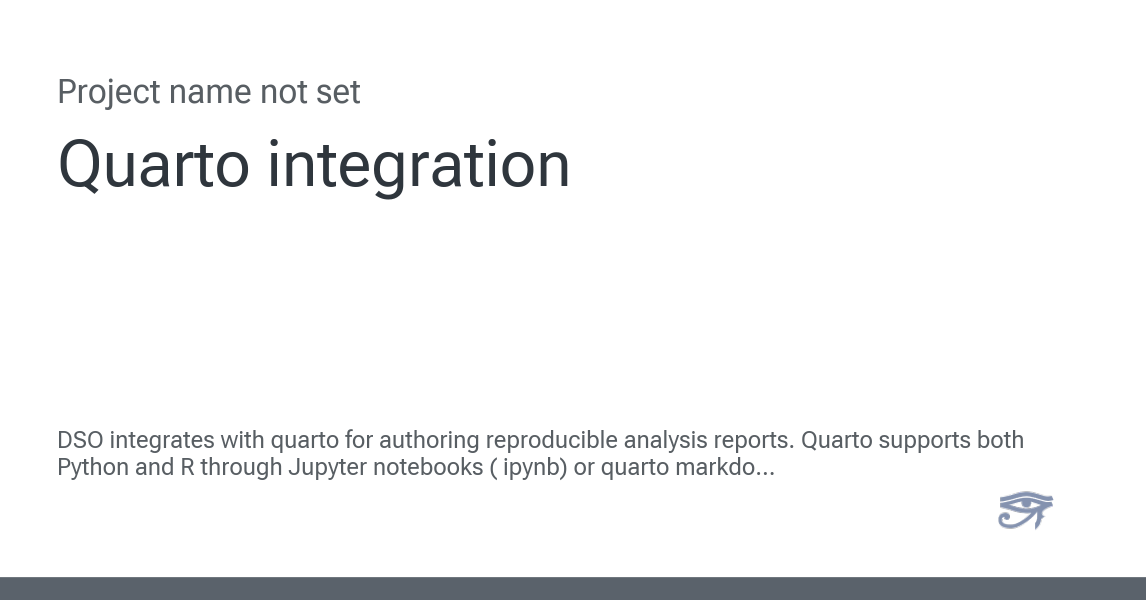 Project name not set
Quarto integration
DSO integrates with quarto for authoring reproducible analysis reports. Quarto supports both
Python and R through Jupyter notebooks ( ipynb) or quarto markdo...